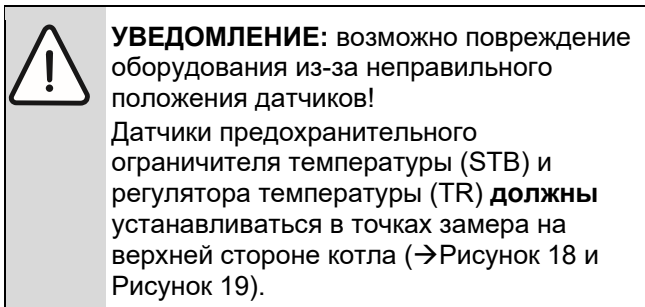 УВЕДОМЛЕНИЕ: возможно повреждение
оборудования из-за неправильного
положения датчиков!
Датчики предохранительного
ограничителя температуры (STB) и
регулятора температуры (TR) должны
устанавливаться в точках замера на
верхней стороне котла (→Рисунок 18 и
Рисунок 19).